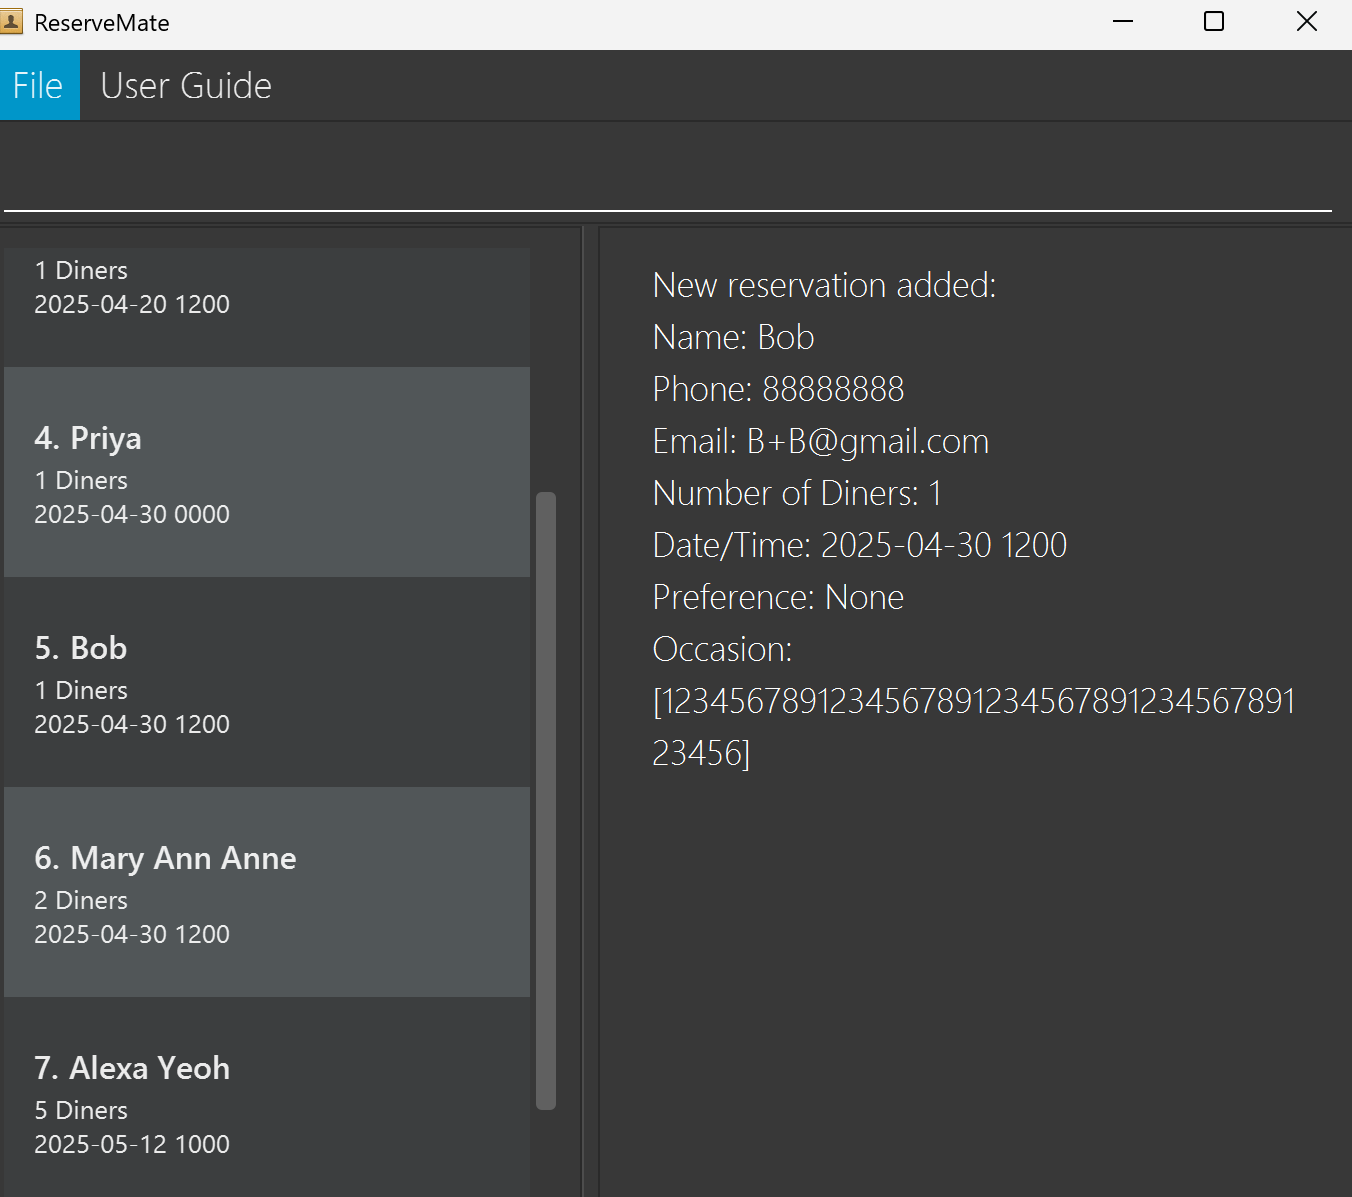 ReserveMate
File User Guide
1 Diners
2025-04-20 1200
4. Priya
1 Diners
2025-04-30 0000
5. Bob
1 Diners
2025-04-30 1200
6. Mary Ann Anne
2 Diners
2025-04-30 1200
7. Alexa Yeoh
5 Diners
2025-05-12 1000
New reservation added:
Name: Bob
Phone: 88888888
Email: B+B@gmail.com
Number of Diners: 1
Date/Time: 2025-04-30 1200
Preference: None
Occasion:
[1234567891234567891234567891234567891
23456]